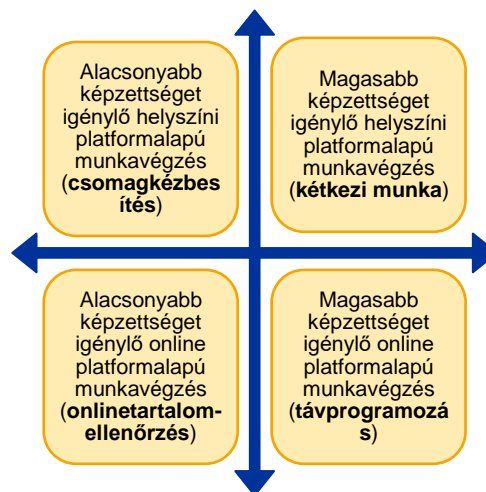 Alacsonyabb
képzettséget
igénylő helyszíni
platformalapú
munkavégzés
(csomagkézbes
ítés)
Magasabb
képzettséget
igénylő helyszíni
platformalapú
munkavégzés
(kétkezi munka)
Alacsonyabb
képzettséget
igénylő online
platformalapú
munkavégzés
(onlinetartalom-
ellenőrzés)
Magasabb
képzettséget
igénylő online
platformalapú
munkavégzés
(távprogramozá
s)